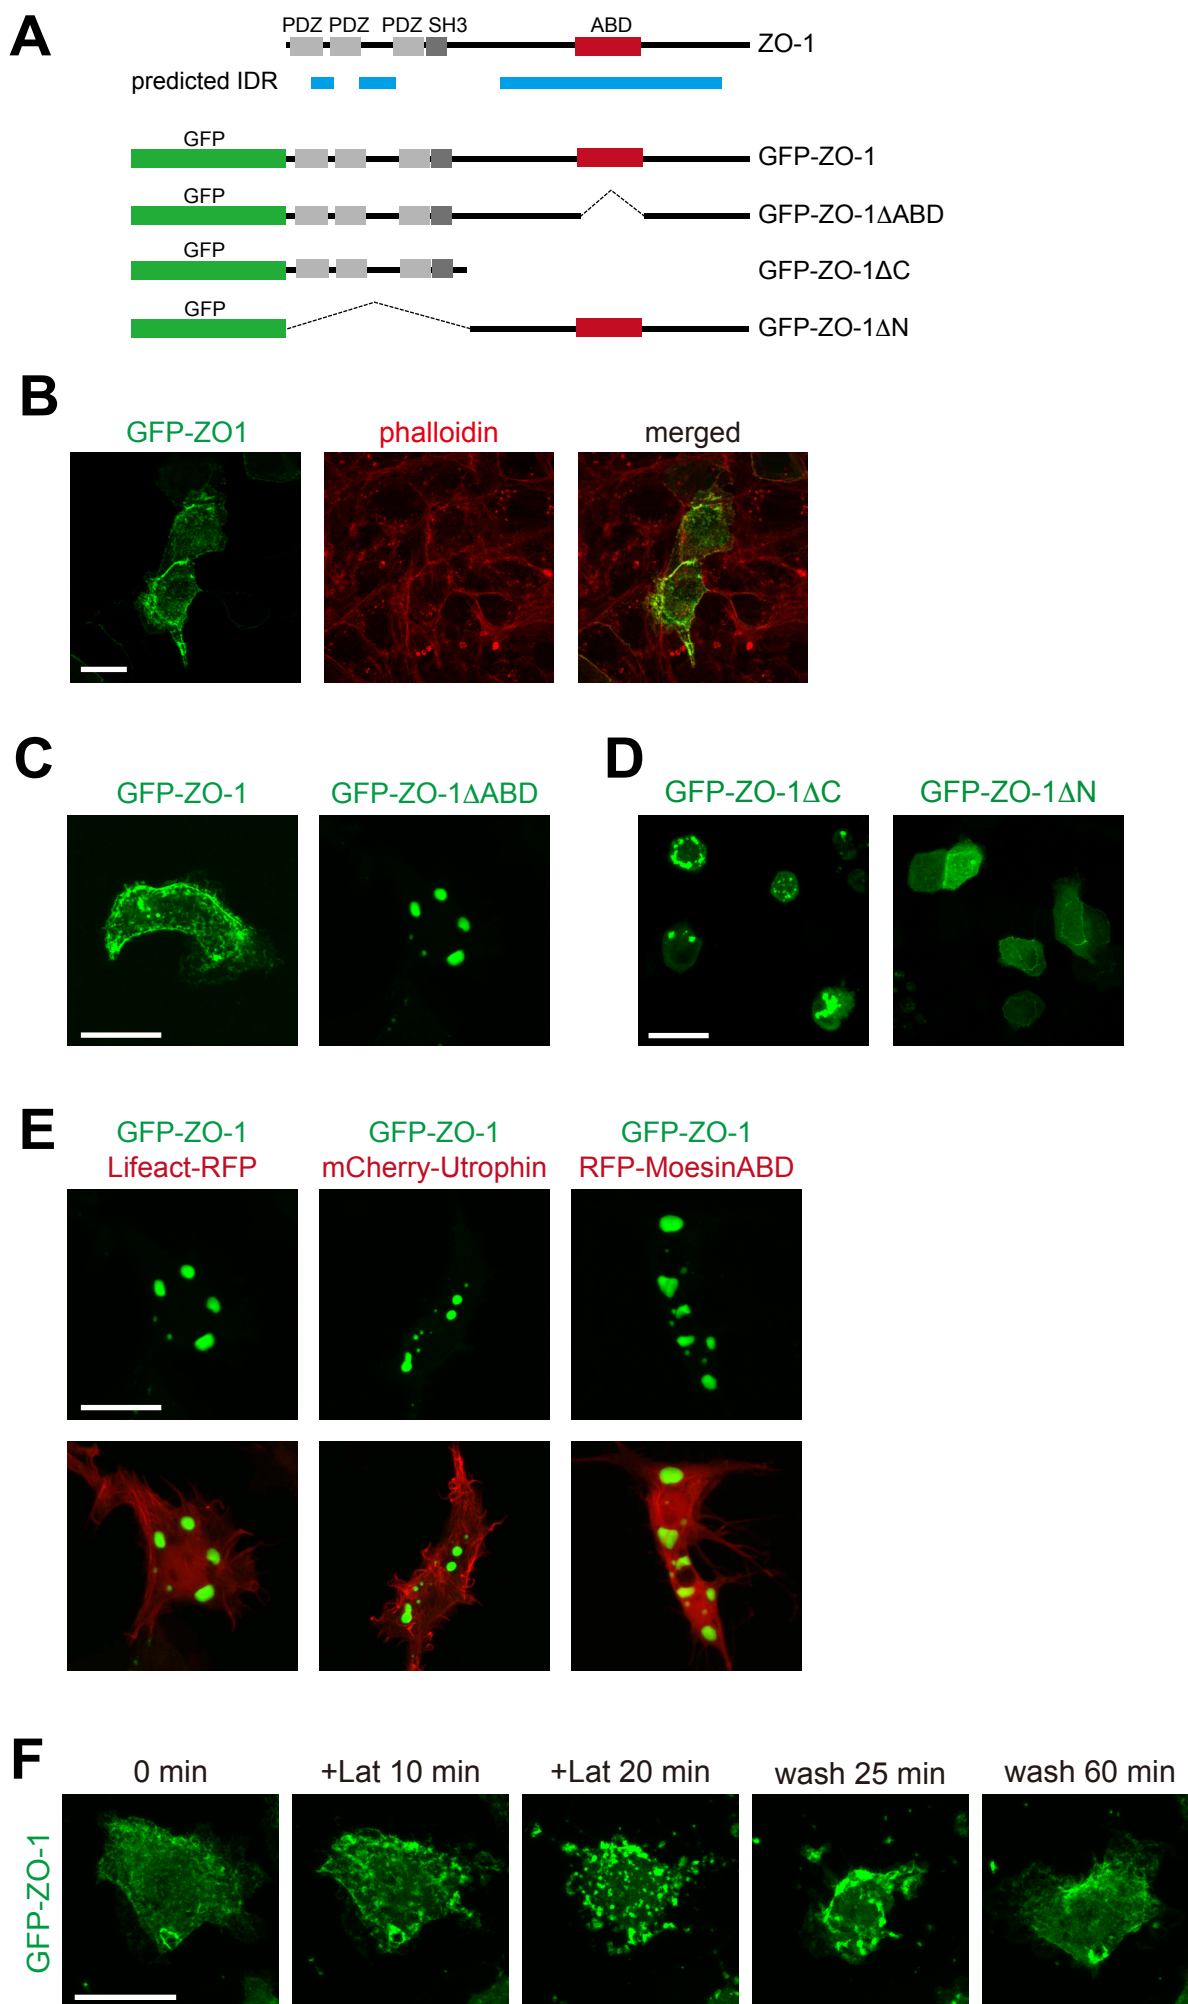 A
PDZ PDZ PDZ SH3 ABD
ZO-1
predicted IDR
GFP
GFP-ZO-1
GFP
GFP-ZO-1ΔABD
GFP
GFP-ZO-1ΔC
GFP
GFP-ZO-1ΔN
B
GFP-ZO1 phalloidin merged
C
GFP-ZO-1 GFP-ZO-1ΔABD
D
GFP-ZO-1ΔC GFP-ZO-1ΔN
E
GFP-ZO-1 GFP-ZO-1 GFP-ZO-1
Lifeact-RFP mCherry-Utrophin RFP-MoesinABD
F
0 min +Lat 10 min +Lat 20 min wash 25 min wash 60 min
GFP-ZO-1